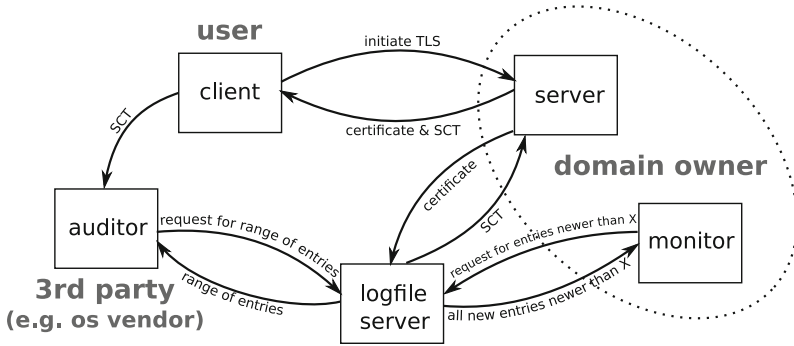 user
initiate TLS
client
server
certificate & SCT
SCT
domain owner
certificate
SCT
auditor
request for range of entries
request for entries newer than X
monitor
3rd party
(e.g. os vendor)
range of entries
logfile
server
all new entries newer than X